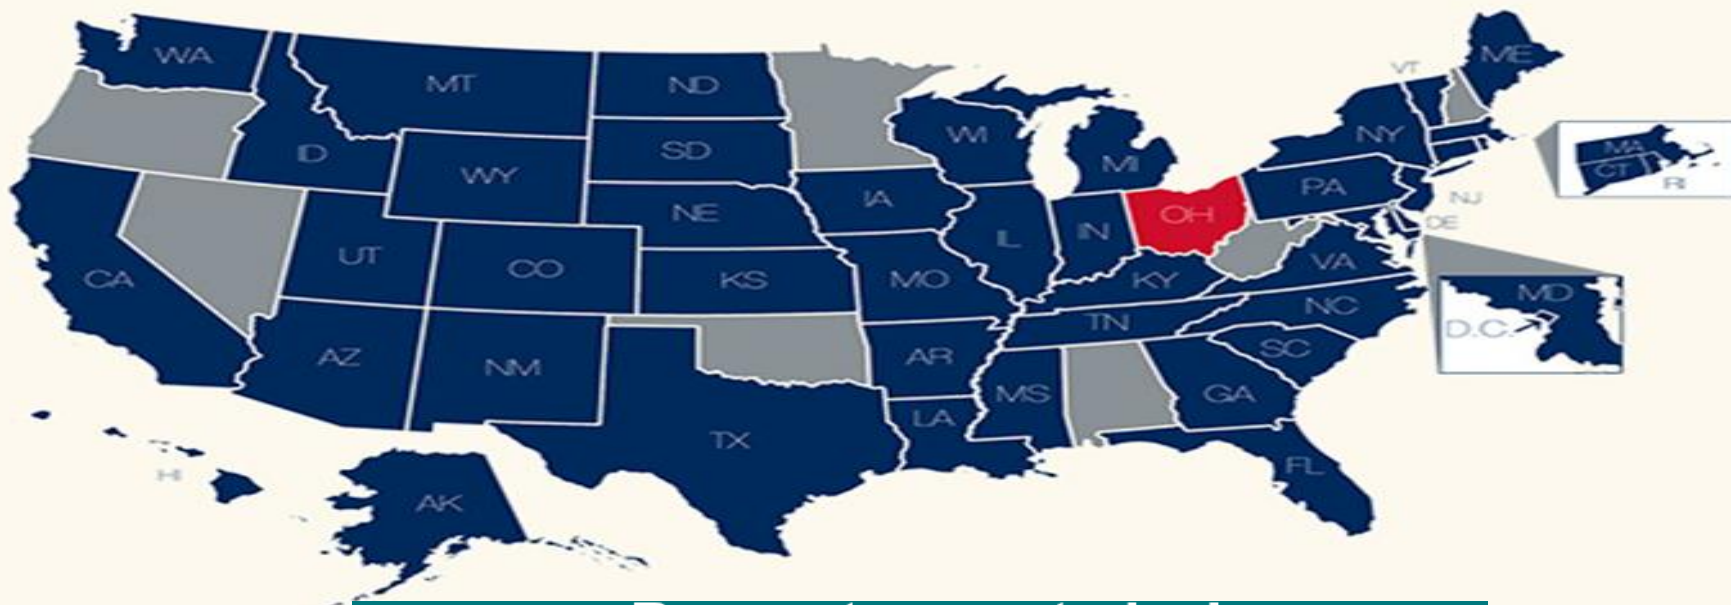 WA
MT
ND
ME
VT
WI
NY
ID
SD
MI
MA
WY
CT
RI
PA
IA
NE
OH
NJ
DE
IL
IN
UT
CO
VA
CA
KS
MO
KY
MD
NC
TN
D.C.
SC
AZ
AR
NM
MS
GA
LA
TX
FL
HI
AK